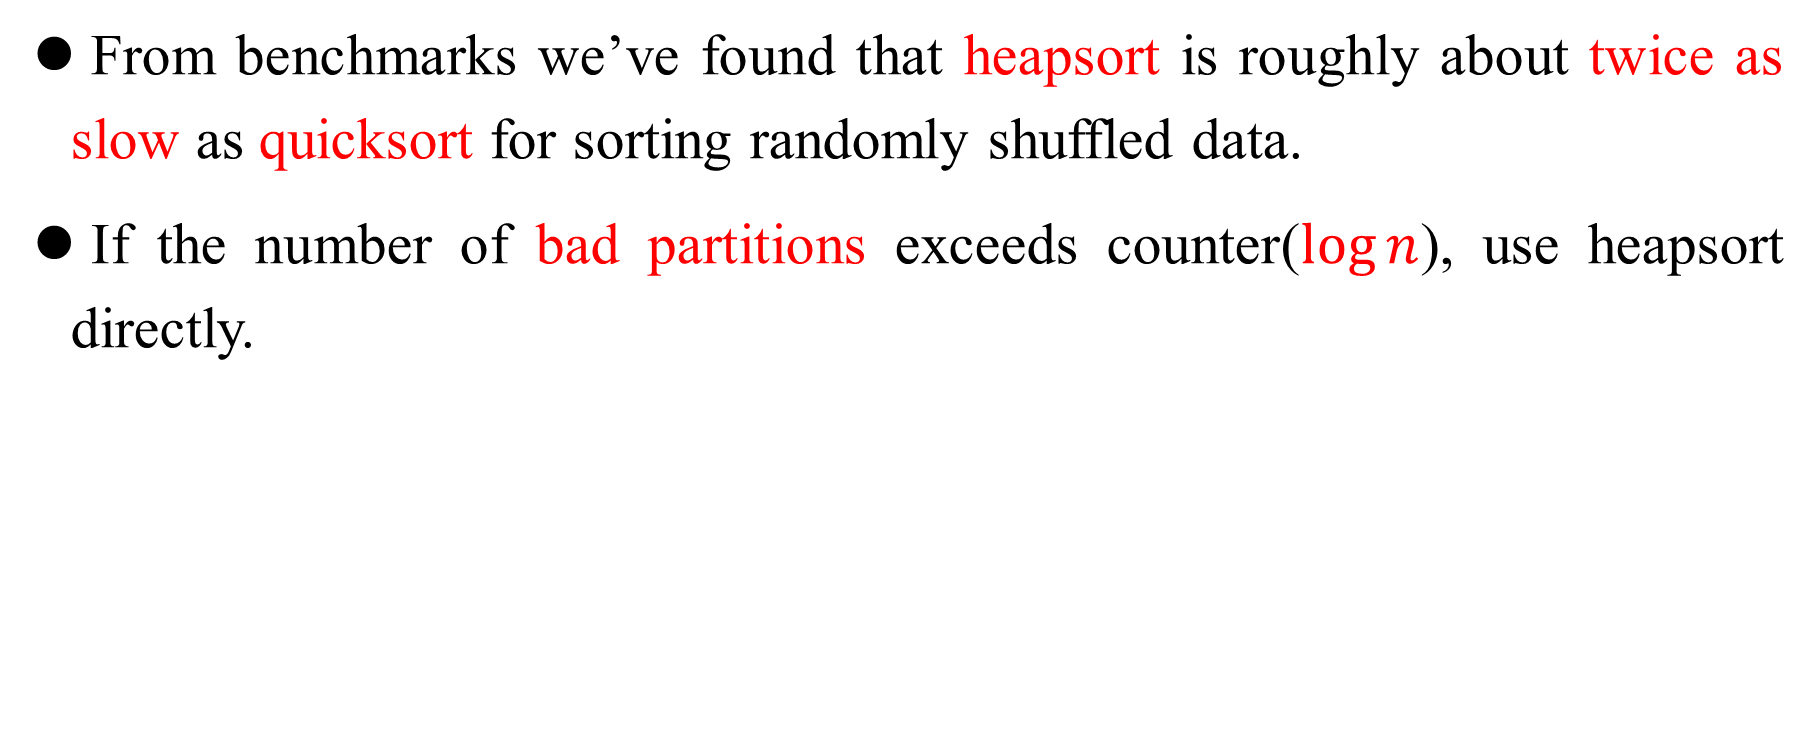 ● From benchmarks we’ve found that heapsort is roughly about twice as
slow as quicksort for sorting randomly shuffled data.
● If the number of bad partitions exceeds counter(log n), use heapsort
directly.